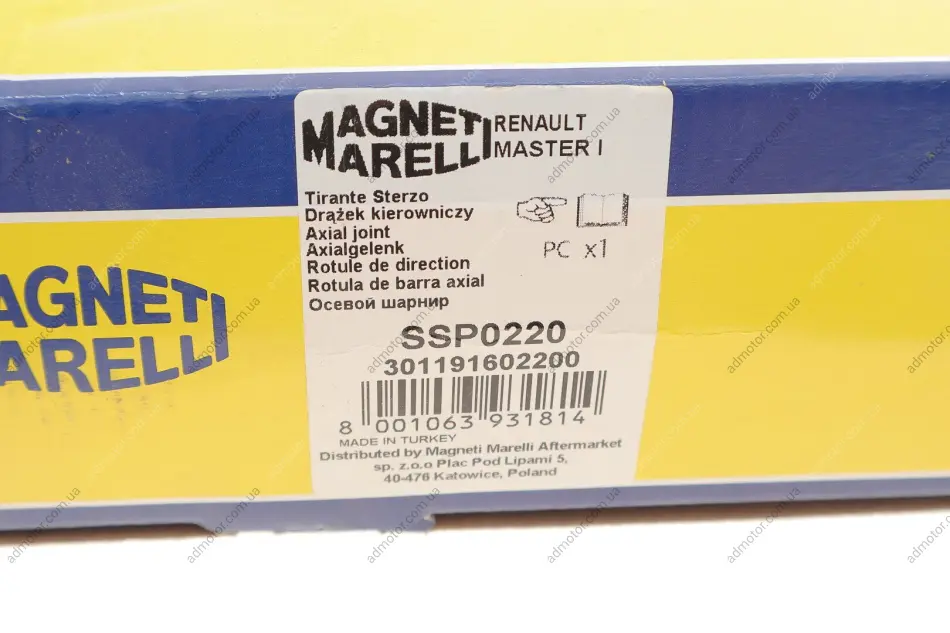 MAGNETI
MARELLI
RENAULT
MASTER I
Tirante Sterzo
Drążek kierowniczy
Axial joint
Axialgelenk
Rotule de direction
Rotula de barra axial
Осевой шарнир
PC x1
SSP0220
301191602200
8 001063 931814
MADE IN TURKEY
Distributed by Magneti Marelli Aftermarket
sp. z.o.o Plac Pod Lipami 5,
40-476 Katowice, Poland
AGNETI
ARELLI
admotor.com.ua